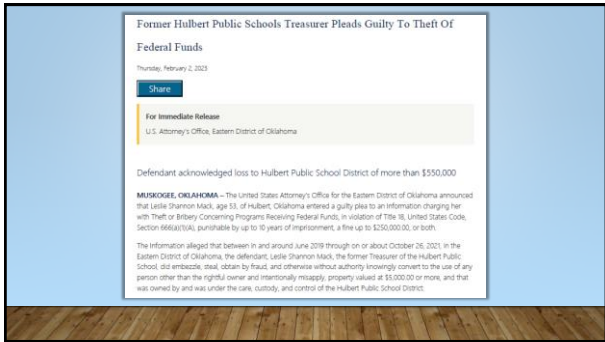 Former Hulbert Public Schools Treasurer Pleads Guilty To Theft Of
Federal Funds
Thursday, February 2, 2023
Share
For Immediate Release
U.S. Attorney's Office, Eastern District of Oklahoma
Defendant acknowledged loss to Hulbert Public School District of more than $550,000
MUSKOGEE, OKLAHOMA – The United States Attorney's Office for the Eastern District of Oklahoma announced
that Leslie Shannon Mack, age 53, of Hulbert, Oklahoma entered a guilty plea to an Information charging her
with Theft or Bribery Concerning Programs Receiving Federal Funds, in violation of Title 18, United States Code,
Section 666(a)(1)(A), punishable by up to 10 years of imprisonment, a fine up to $250,000.00, or both.
The Information alleged that between in and around June 2019 through on or about October 26, 2021, in the
Eastern District of Oklahoma, the defendant, Leslie Shannon Mack, the former Treasurer of the Hulbert Public
School, did embezzle, steal, obtain by fraud, and otherwise without authority knowingly convert to the use of any
person other than the rightful owner and intentionally misapply, property valued at $5,000.00 or more, and that
was owned by and was under the care, custody, and control of the Hulbert Public School District.